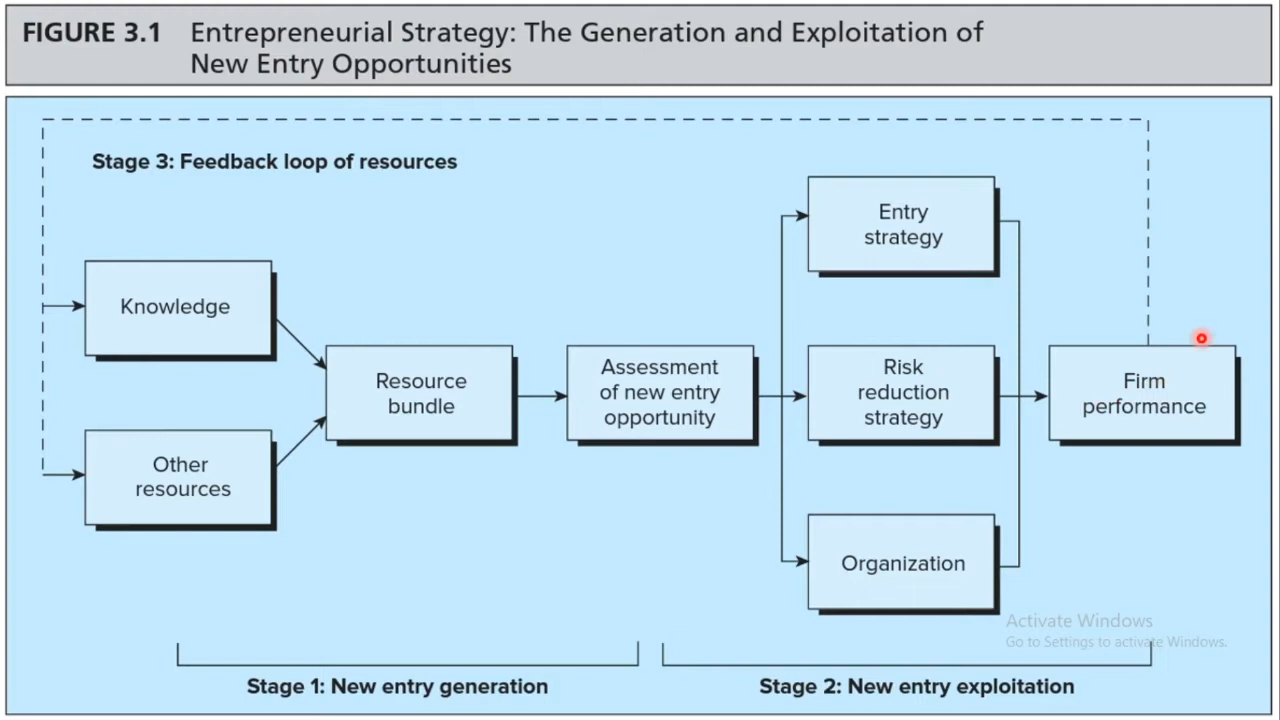 FIGURE 3.1 Entrepreneurial Strategy: The Generation and Exploitation of
New Entry Opportunities
Stage 3: Feedback loop of resources
Knowledge
Other
resources
Resource
bundle
Assessment
of new entry
opportunity
Entry
strategy
Risk
reduction
strategy
Organization
Firm
performance
Activate Windows
Go to Settings to activate Windows.
Stage 1: New entry generation
Stage 2: New entry exploitation